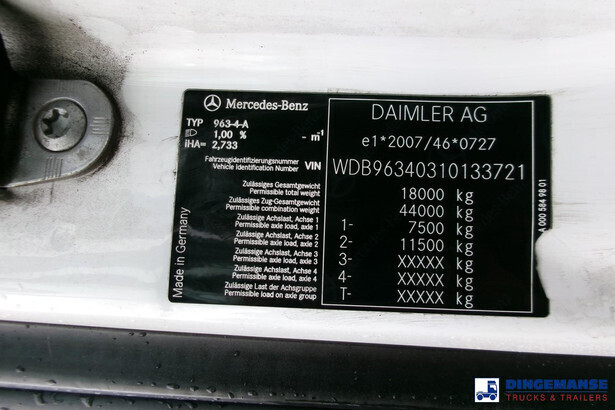 Mercedes-Benz
TYP 963-4-A
1,00 % - m⁻¹
iHA= 2,733
Fahrzeugidentifizierungsnummer
Vehicle Identification Number VIN
Zulässiges Gesamtgewicht
Permissible total weight
Zulässiges Zug-Gesamtgewicht
Permissible combination weight
Zulässige Achslast, Achse 1
Permissible axle load, axle 1
Zulässige Achslast, Achse 2
Permissible axle load, axle 2
Zulässige Achslast, Achse 3
Permissible axle load, axle 3
Zulässige Achslast, Achse 4
Permissible axle load, axle 4
Zulässige Last der Achsgruppe
Permissible load on axle group
Made in Germany
DAIMLER AG
e1*2007/46*0727
WDB96340310133721
18000 kg
44000 kg
1- 7500 kg
2- 11500 kg
3- XXXXX kg
4- XXXXX kg
T- XXXXX kg
A 000 584 98 01
DINGEMANSE
TRUCKS & TRAILERS